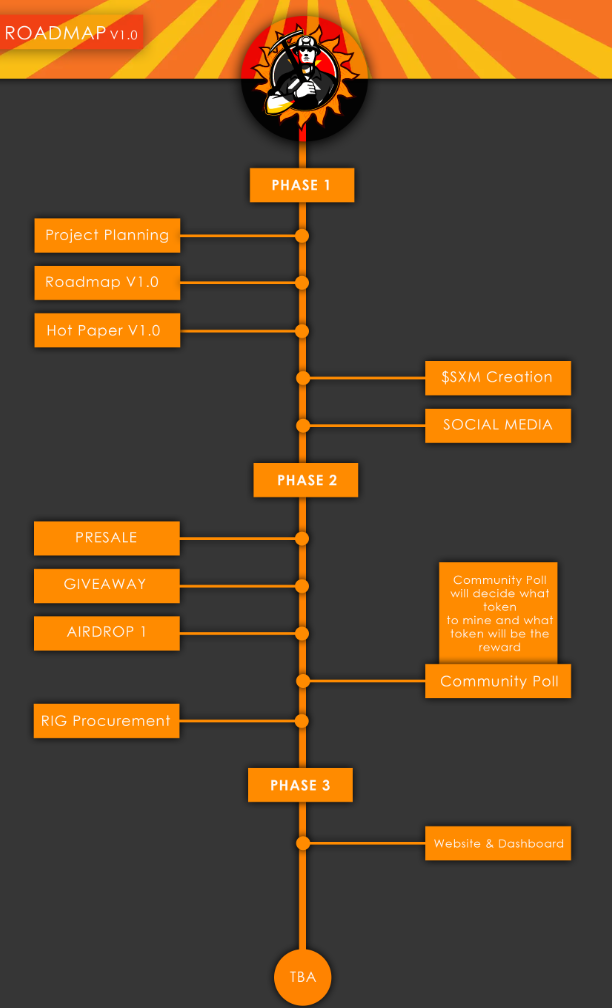 ROADMAP V1.0
PHASE 1
Project Planning
Roadmap V1.0
Hot Paper V1.0
$SXM Creation
SOCIAL MEDIA
PHASE 2
PRESALE
GIVEAWAY
AIRDROP 1
Community Poll
will decide what
token
to mine and what
token will be the
reward
Community Poll
RIG Procurement
PHASE 3
Website & Dashboard
TBA